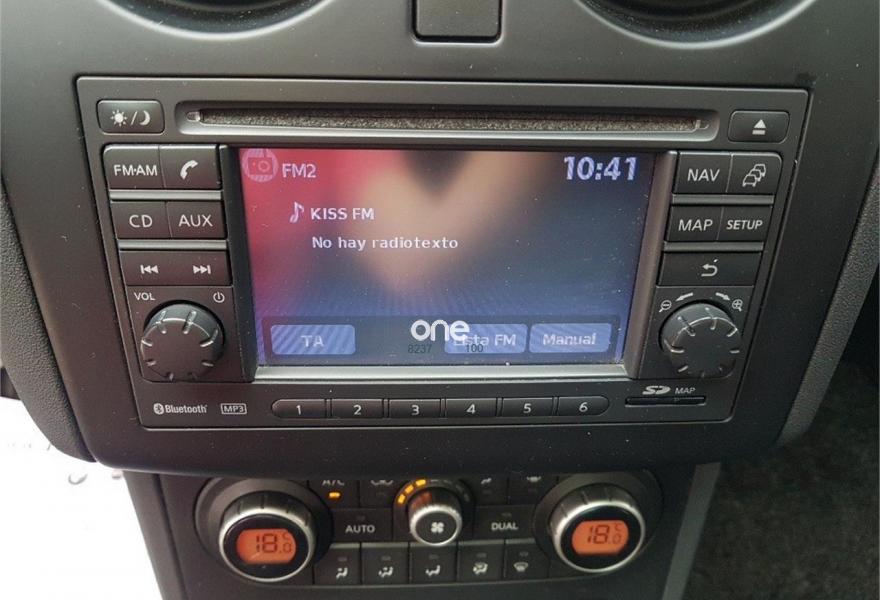 FM·AM
CD AUX
VOL
FM2 10:41
KISS FM
No hay radiotexto
TA Lista FM Manual
one
8237 100
NAV
MAP SETUP
Bluetooth MP3 1 2 3 4 5 6 SD MAP
A/C
AUTO DUAL
18.0°C 18.0°C